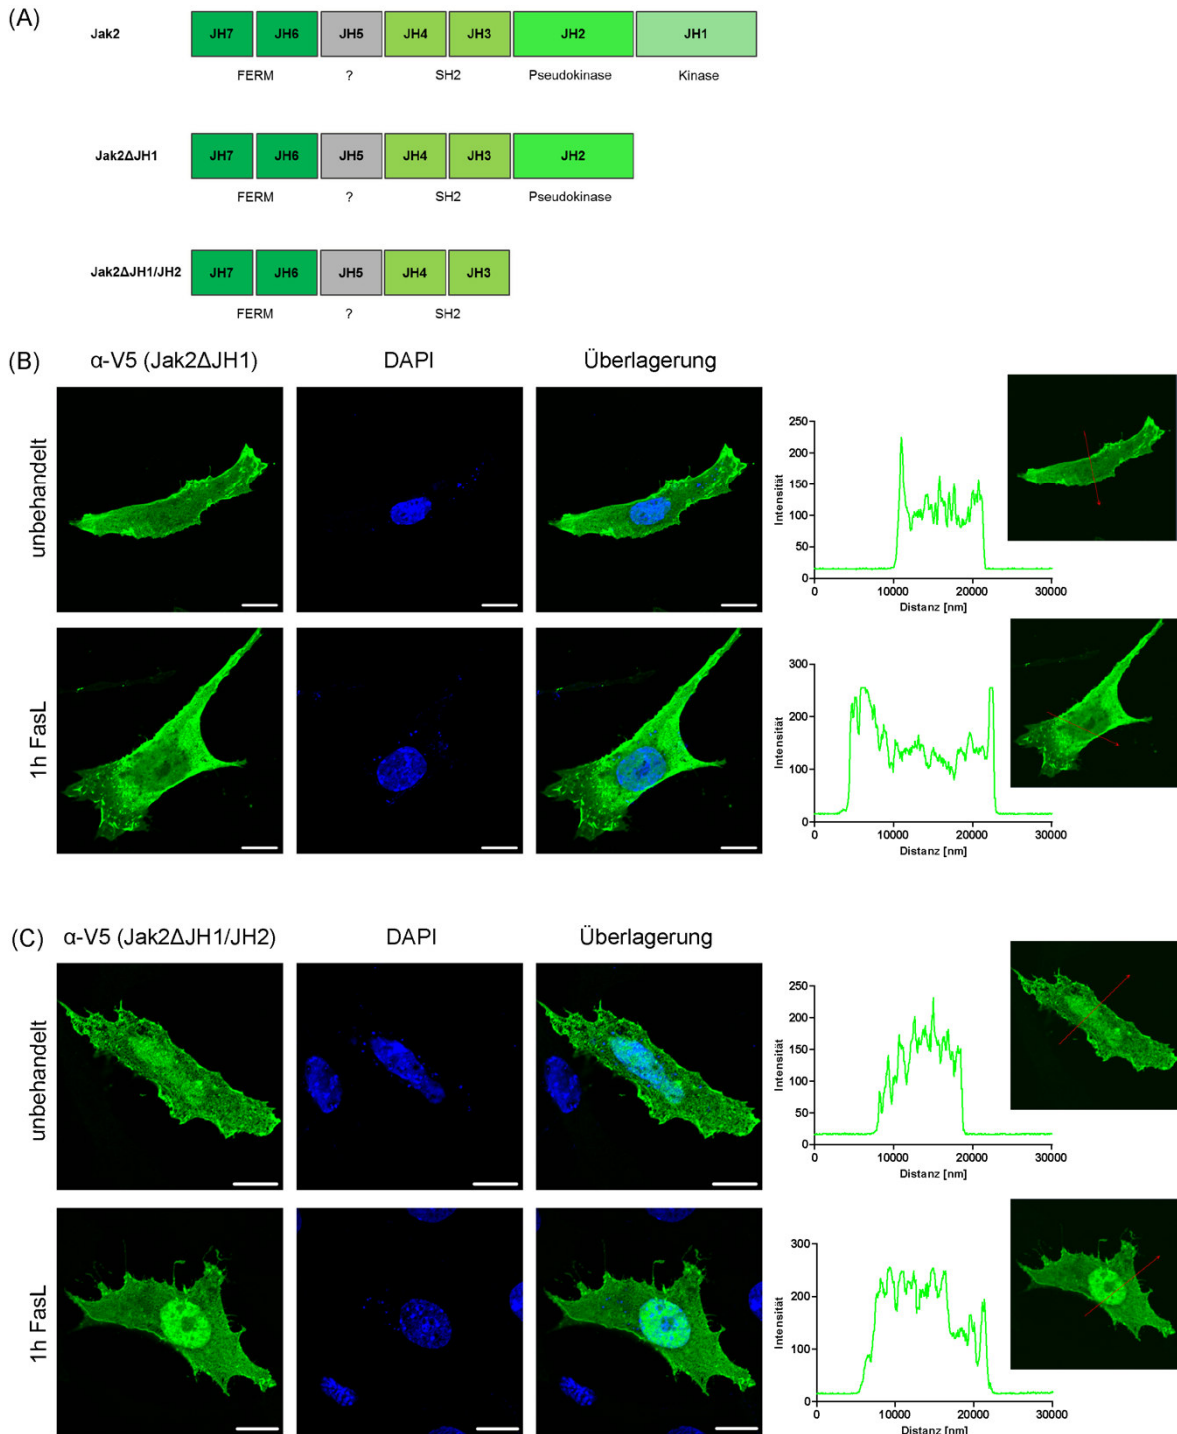 (A)
Jak2
JH7 JH6 JH5 JH4 JH3 JH2 JH1
FERM ? SH2 Pseudokinase Kinase
Jak2ΔJH1
JH7 JH6 JH5 JH4 JH3 JH2
FERM ? SH2 Pseudokinase
Jak2ΔJH1/JH2
JH7 JH6 JH5 JH4 JH3
FERM ? SH2
(B) α-V5 (Jak2ΔJH1) DAPI Überlagerung
unbehandelt
Intensität
250
200
150
100
50
0
0 10000 20000 30000
Distanz [nm]
1h FasL
Intensität
300
200
100
0
0 10000 20000 30000
Distanz [nm]
(C) α-V5 (Jak2ΔJH1/JH2) DAPI Überlagerung
unbehandelt
Intensität
250
200
150
100
50
0
0 10000 20000 30000
Distanz [nm]
1h FasL
Intensität
300
200
100
0
0 10000 20000 30000
Distanz [nm]